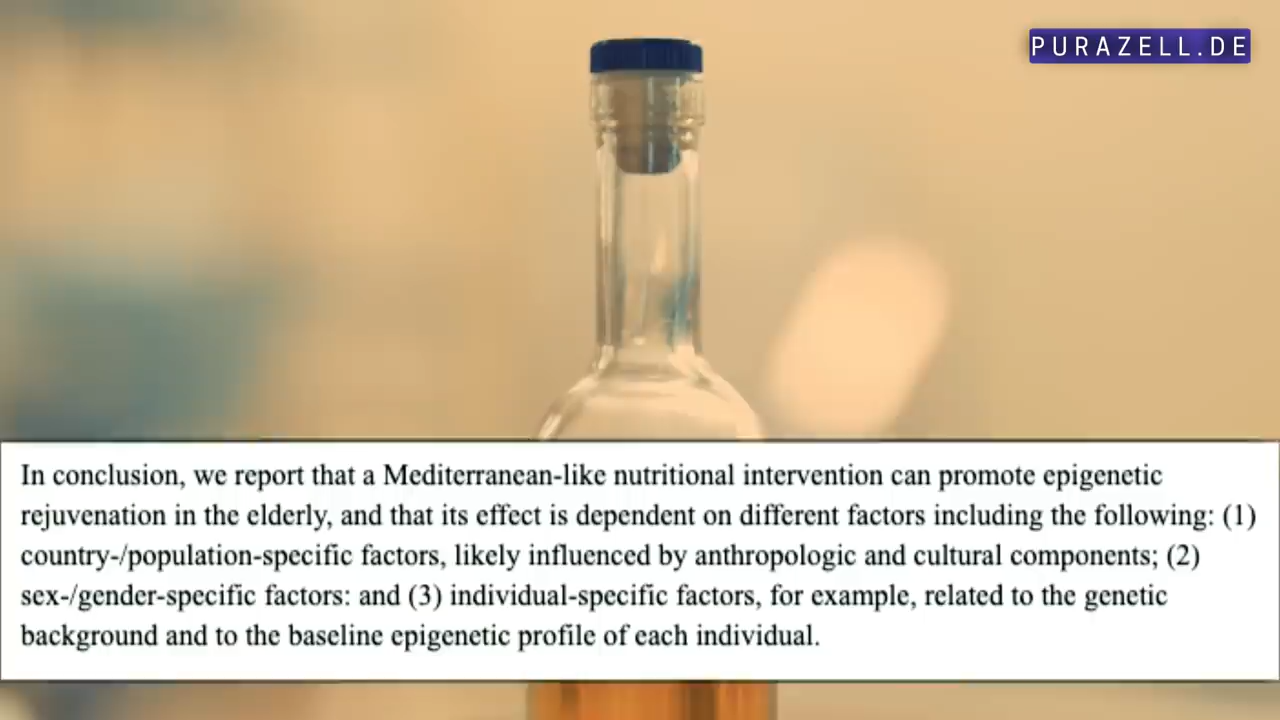 PURAZELL.DE
In conclusion, we report that a Mediterranean-like nutritional intervention can promote epigenetic
rejuvenation in the elderly, and that its effect is dependent on different factors including the following: (1)
country-/population-specific factors, likely influenced by anthropologic and cultural components; (2)
sex-/gender-specific factors: and (3) individual-specific factors, for example, related to the genetic
background and to the baseline epigenetic profile of each individual.